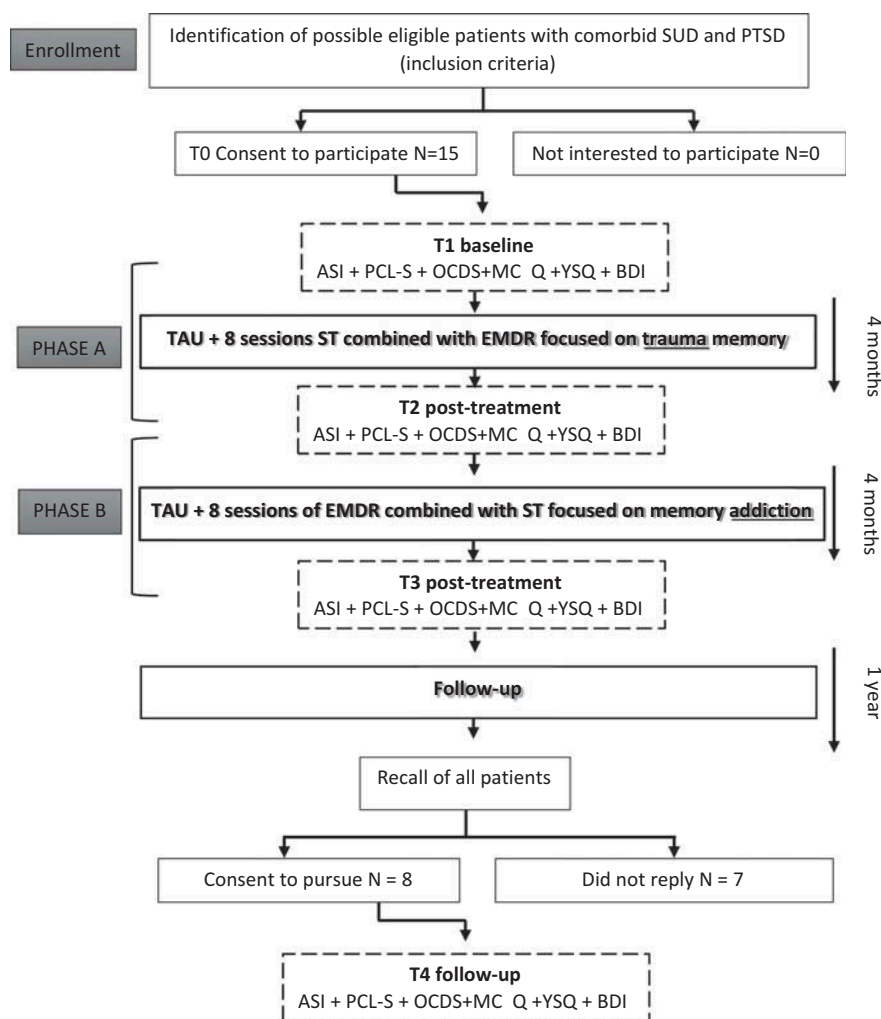 Enrollment
Identification of possible eligible patients with comorbid SUD and PTSD
(inclusion criteria)
T0 Consent to participate N=15
Not interested to participate N=0
T1 baseline
ASI + PCL-S + OCDS+MC Q +YSQ + BDI
PHASE A
TAU + 8 sessions ST combined with EMDR focused on trauma memory
4 months
T2 post-treatment
ASI + PCL-S + OCDS+MC Q +YSQ + BDI
PHASE B
TAU + 8 sessions of EMDR combined with ST focused on memory addiction
4 months
T3 post-treatment
ASI + PCL-S + OCDS+MC Q +YSQ + BDI
Follow-up
1 year
Recall of all patients
Consent to pursue N = 8
Did not reply N = 7
T4 follow-up
ASI + PCL-S + OCDS+MC Q +YSQ + BDI